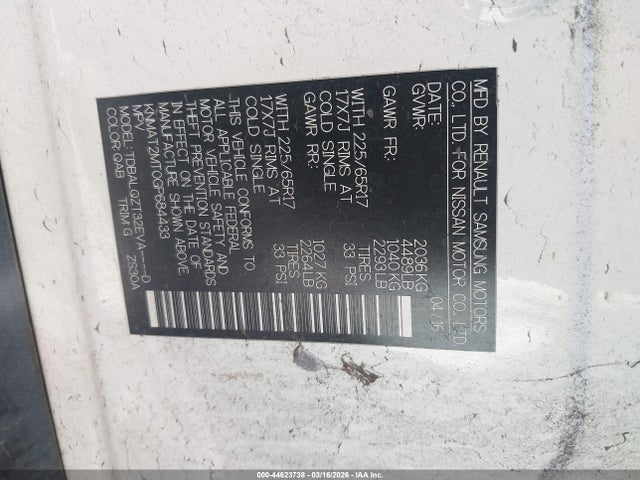 MFD BY RENAULT SAMSUNG MOTORS
CO., LTD FOR NISSAN MOTOR CO., LTD.
DATE: 04/16
GVWR: 2036KG
4489LB
GAWR FR: 1040KG
2293LB
WITH 225/65R17 TIRES
17X7J RIMS AT 33 PSI
COLD SINGLE
GAWR RR: 1027KG
2264LB
WITH 225/65R17 TIRES
17X7J RIMS AT 33 PSI
COLD SINGLE
THIS VEHICLE CONFORMS TO
ALL APPLICABLE FEDERAL
MOTOR VEHICLE SAFETY AND
THEFT PREVENTION STANDARDS
IN EFFECT ON THE DATE OF
MANUFACTURE SHOWN ABOVE.
KNMAT2MT0GP684433
MPV
MODEL: TDBALQZT32EVA----D
COLOR: QAB TRIM: G Z530A
000-44623738 - 03/16/2026 - IAA Inc.